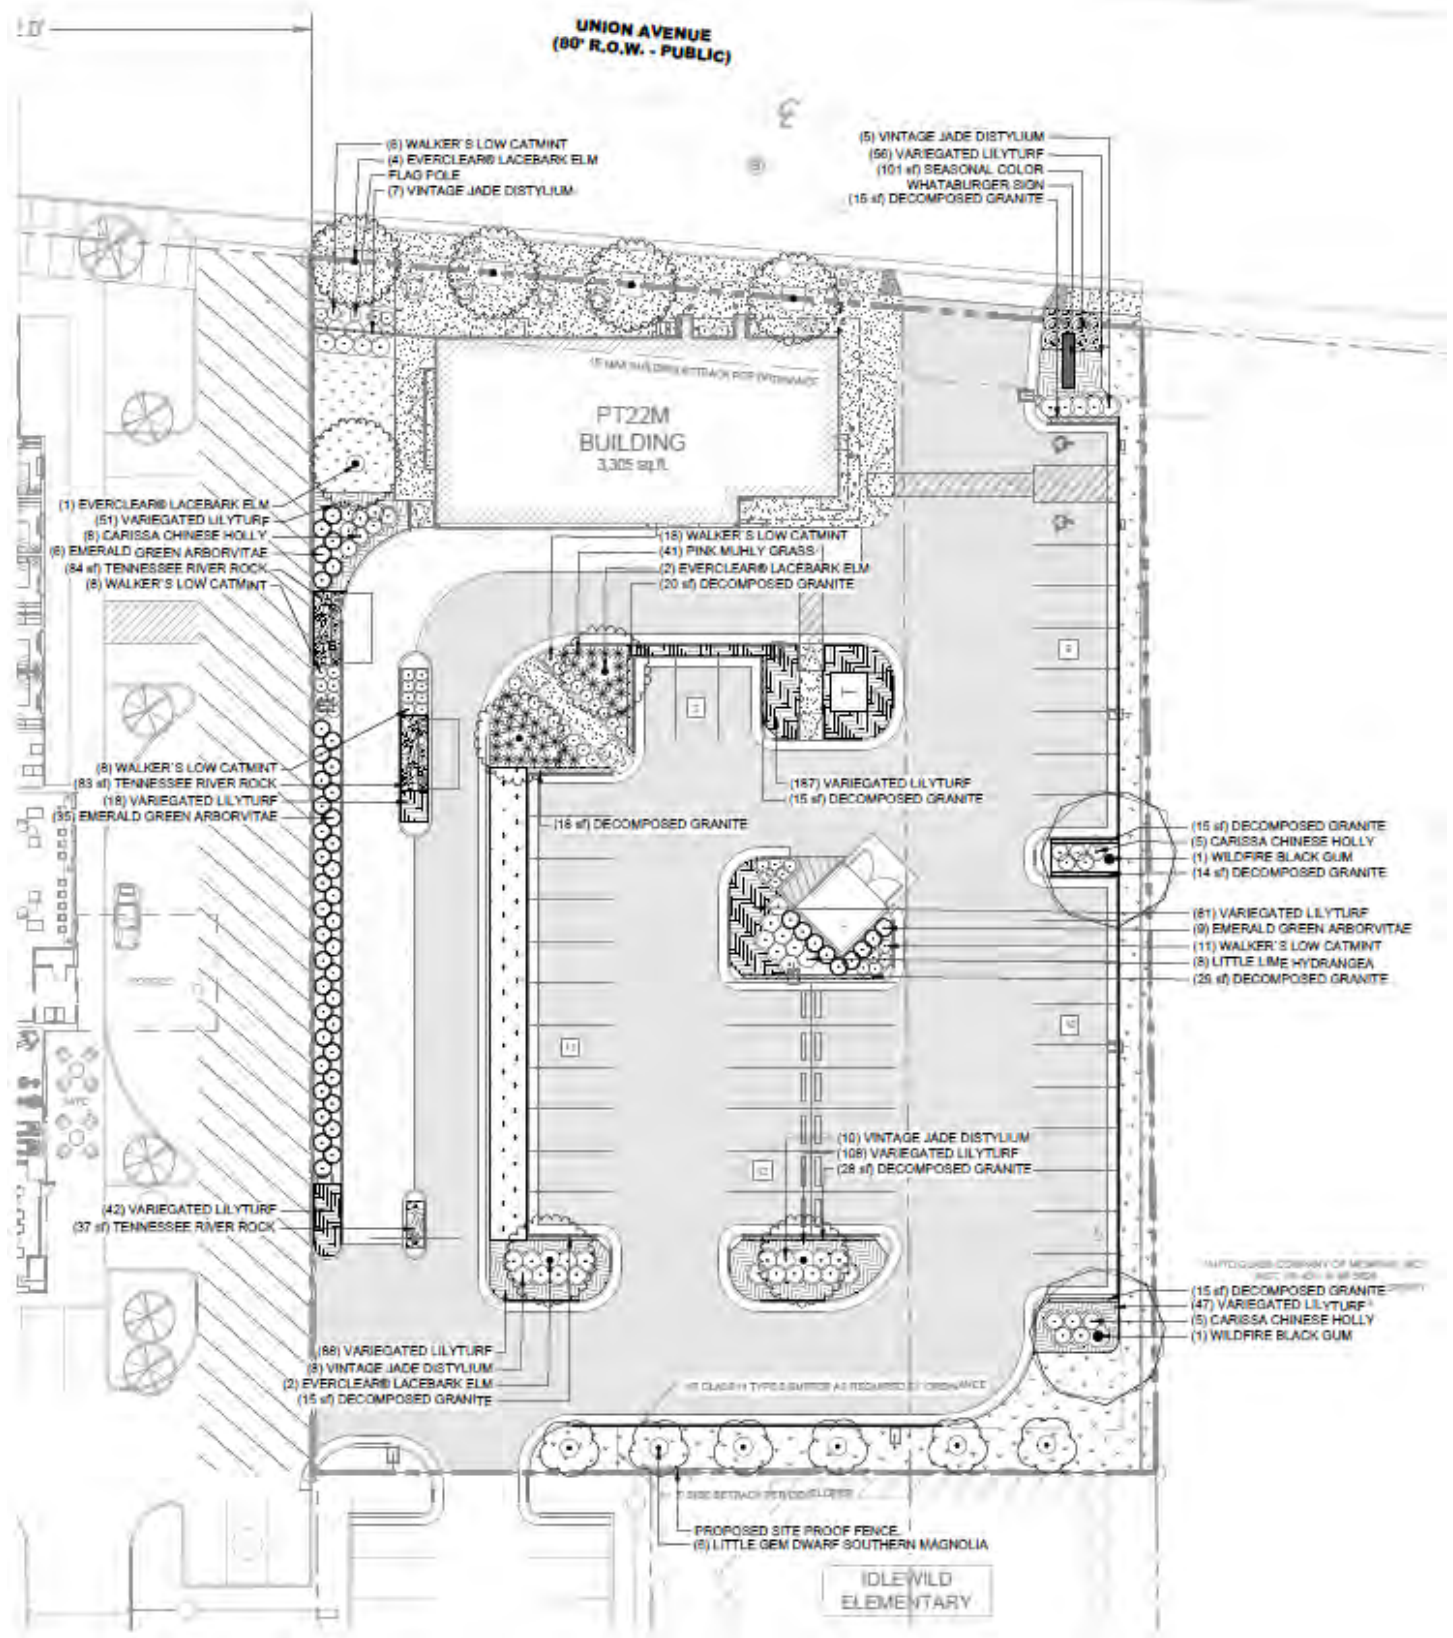 UNION AVENUE
(80' R.O.W. - PUBLIC)
(6) WALKER'S LOW CATMINT
(4) EVERCLEAR® LACEBARK ELM
FLAG POLE
(7) VINTAGE JADE DISTYLIUM
(5) VINTAGE JADE DISTYLIUM
(56) VARIEGATED LILYTURF
(101 sf) SEASONAL COLOR
WHATABURGER SIGN
(15 sf) DECOMPOSED GRANITE
PT22M
BUILDING
3,305 sq.ft.
(1) EVERCLEAR® LACEBARK ELM
(51) VARIEGATED LILYTURF
(8) CARISSA CHINESE HOLLY
(6) EMERALD GREEN ARBORVITAE
(84 sf) TENNESSEE RIVER ROCK
(8) WALKER'S LOW CATMINT
(18) WALKER'S LOW CATMINT
(41) PINK MUHLY GRASS
(2) EVERCLEAR® LACEBARK ELM
(20 sf) DECOMPOSED GRANITE
(8) WALKER'S LOW CATMINT
(83 sf) TENNESSEE RIVER ROCK
(18) VARIEGATED LILYTURF
(35) EMERALD GREEN ARBORVITAE
(187) VARIEGATED LILYTURF
(15 sf) DECOMPOSED GRANITE
(16 sf) DECOMPOSED GRANITE
(15 sf) DECOMPOSED GRANITE
(5) CARISSA CHINESE HOLLY
(1) WILDFIRE BLACK GUM
(14 sf) DECOMPOSED GRANITE
(81) VARIEGATED LILYTURF
(9) EMERALD GREEN ARBORVITAE
(11) WALKER'S LOW CATMINT
(8) LITTLE LIME HYDRANGEA
(25 sf) DECOMPOSED GRANITE
(10) VINTAGE JADE DISTYLIUM
(108) VARIEGATED LILYTURF
(28 sf) DECOMPOSED GRANITE
(42) VARIEGATED LILYTURF
(37 sf) TENNESSEE RIVER ROCK
(15 sf) DECOMPOSED GRANITE
(47) VARIEGATED LILYTURF
(5) CARISSA CHINESE HOLLY
(1) WILDFIRE BLACK GUM
VARIEGATED LILYTURF
(8) VINTAGE JADE DISTYLIUM
(2) EVERCLEAR® LACEBARK ELM
(15 sf) DECOMPOSED GRANITE
PROPOSED SITE PROOF FENCE
(6) LITTLE GEM DWARF SOUTHERN MAGNOLIA
IDLEWILD
ELEMENTARY